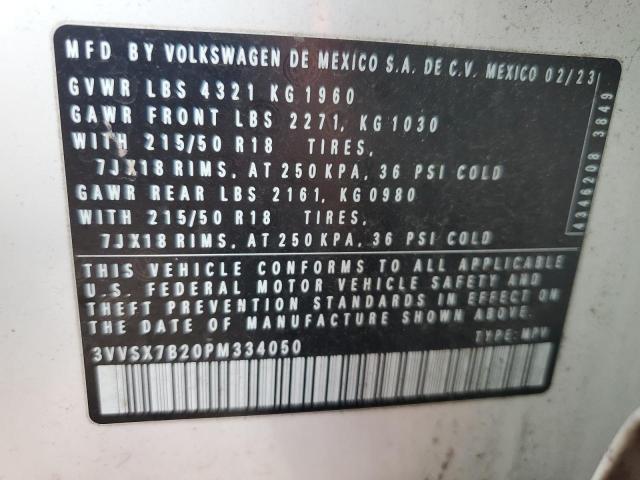 MFD BY VOLKSWAGEN DE MEXICO S.A. DE C.V. MEXICO 02/23
GVWR LBS 4321 KG 1960
GAWR FRONT LBS 2271, KG1030
WITH 215/50 R18 TIRES,
7JX18 RIMS, AT 250 KPA, 36 PSI COLD
GAWR REAR LBS 2161, KG0980
WITH 215/50 R18 TIRES,
7JX18 RIMS, AT 250 KPA, 36 PSI COLD
THIS VEHICLE CONFORMS TO ALL APPLICABLE
U.S. FEDERAL MOTOR VEHICLE SAFETY AND
THEFT PREVENTION STANDARDS IN EFFECT ON
THE DATE OF MANUFACTURE SHOWN ABOVE
3VVSX7B20PM334050 TYPE: MPV
4346208 3849